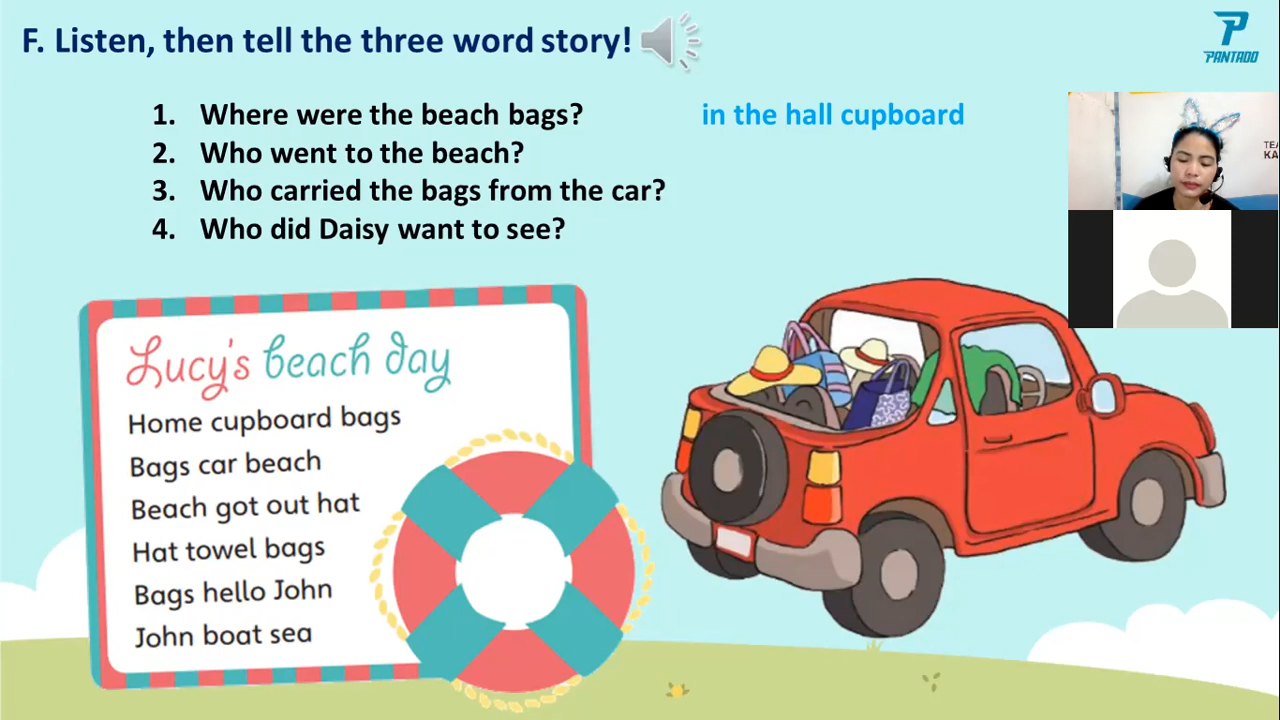 F. Listen, then tell the three word story!
PANTADO
1. Where were the beach bags? in the hall cupboard
2. Who went to the beach?
3. Who carried the bags from the car?
4. Who did Daisy want to see?
TEA
KA
Lucy's beach day
Home cupboard bags
Bags car beach
Beach got out hat
Hat towel bags
Bags hello John
John boat sea